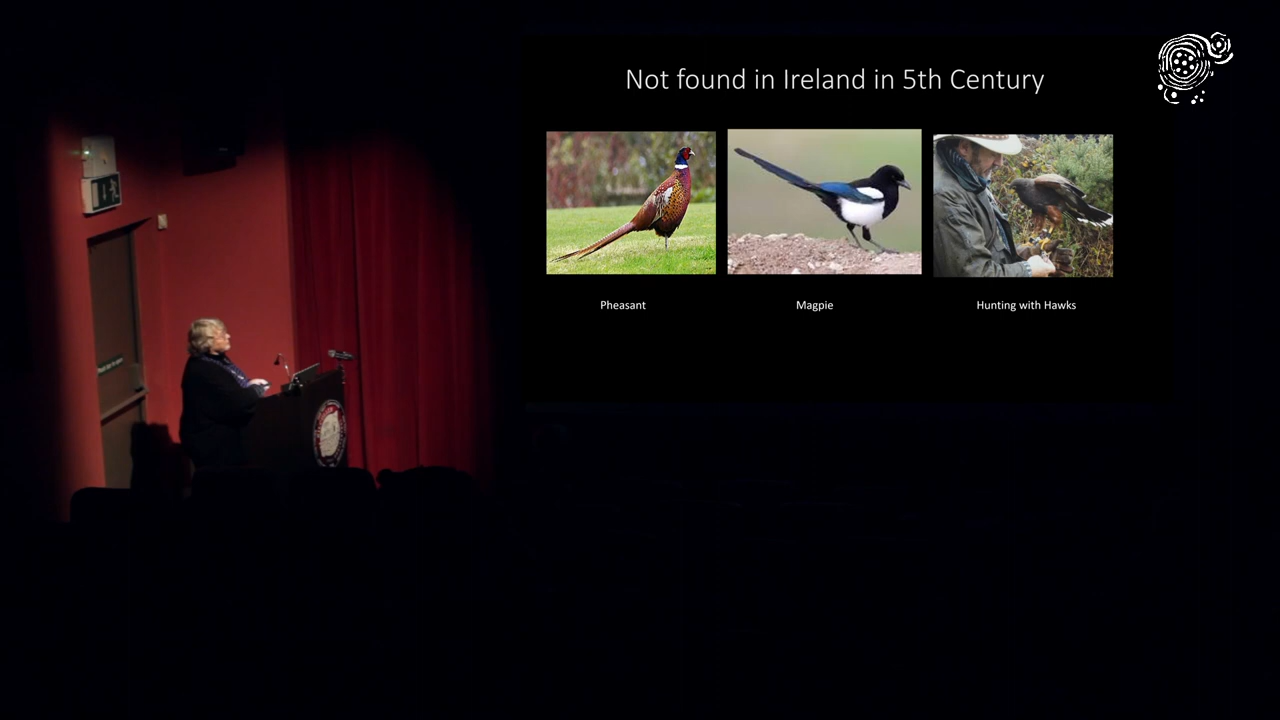 Not found in Ireland in 5th Century
Pheasant
Magpie
Hunting with Hawks